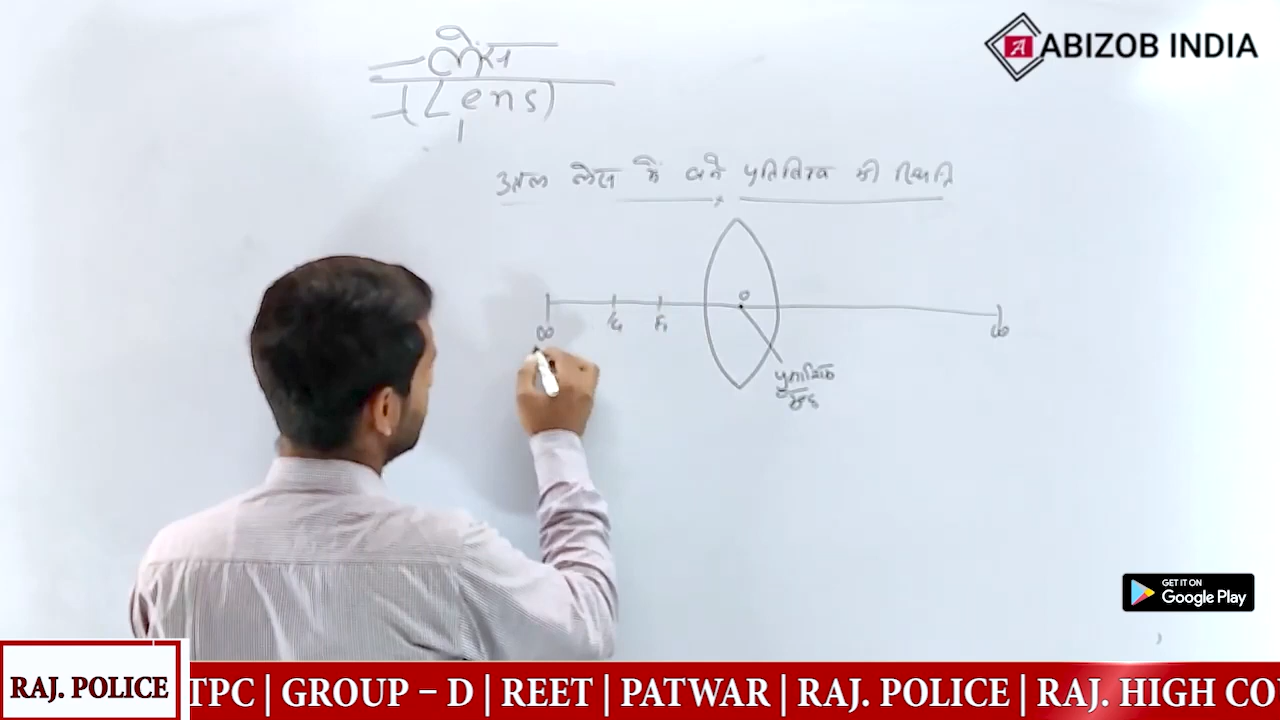 लेंस
(Lens)
ABIZOB INDIA
उत्तल लेंस में बने प्रतिबिम्ब की स्थिति
O
∞
C₁
F₁
∞
प्रकाशिक
केंद्र
GET IT ON
Google Play
RAJ. POLICE
TPC | GROUP – D | REET | PATWAR | RAJ. POLICE | RAJ. HIGH CO